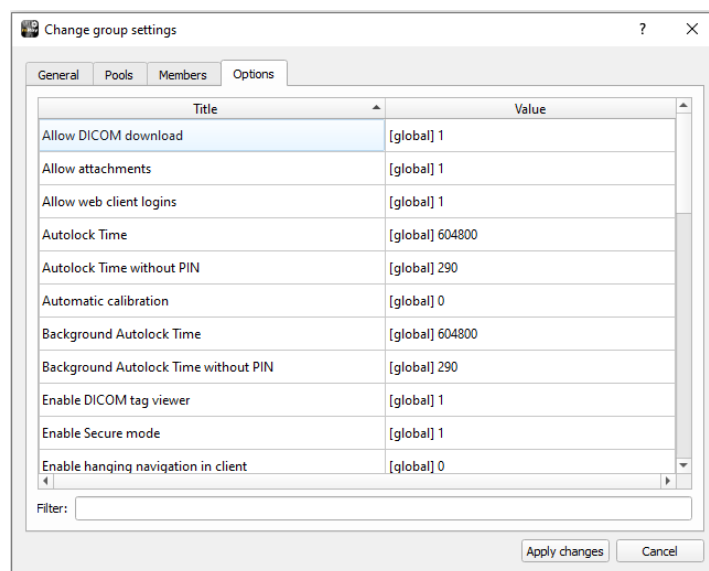 Change group settings
?
General
Pools
Members
Options
Title
Value
Allow DICOM download
[global] 1
Allow attachments
[global] 1
Allow web client logins
[global] 1
Autolock Time
[global] 604800
Autolock Time without PIN
[global] 290
Automatic calibration
[global] 0
Background Autolock Time
[global] 604800
Background Autolock Time without PIN
[global] 290
Enable DICOM tag viewer
[global] 1
Enable Secure mode
[global] 1
Enable hanging navigation in client
[global] 0
Filter:
Apply changes
Cancel